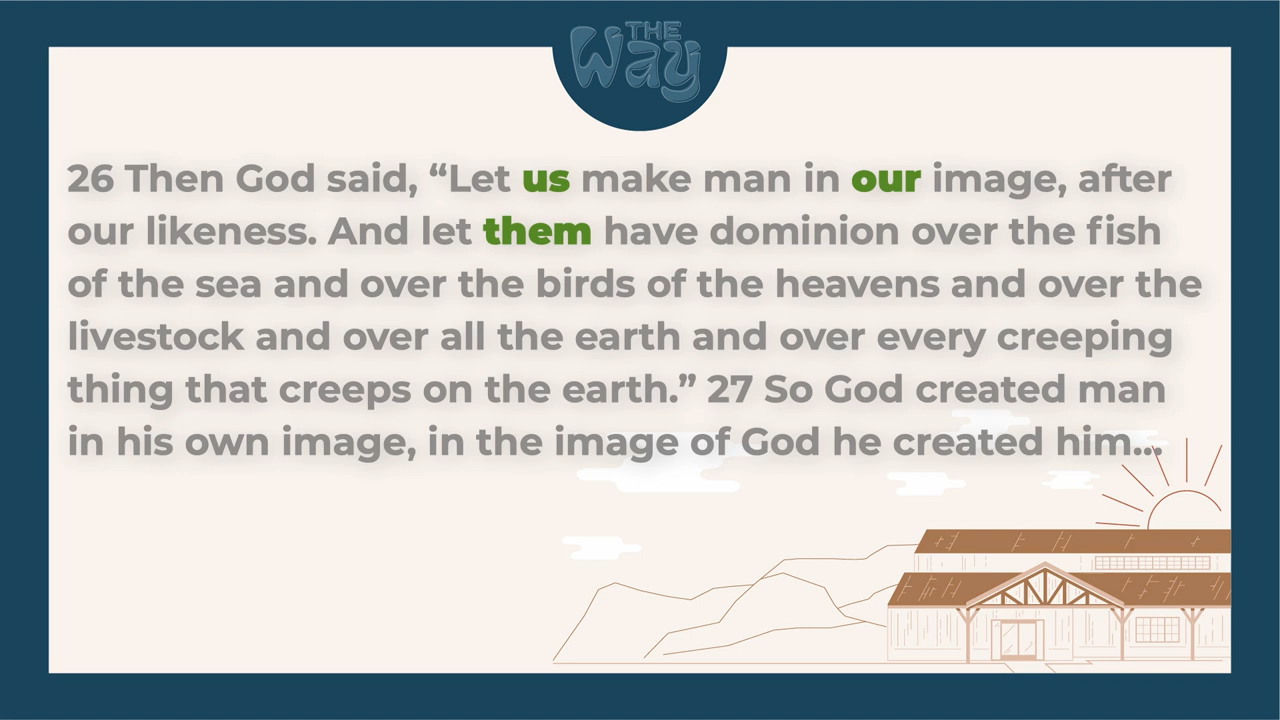 THE
Way
26 Then God said, “Let us make man in our image, after
our likeness. And let them have dominion over the fish
of the sea and over the birds of the heavens and over the
livestock and over all the earth and over every creeping
thing that creeps on the earth.” 27 So God created man
in his own image, in the image of God he created him...